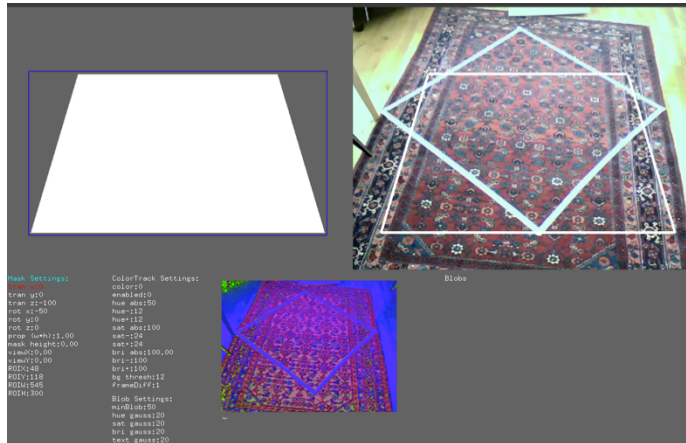 Mask Settings:
tran x:0
tran y:0
tran z:-100
rot x:-50
rot y:0
rot z:0
prop (w*h):1.00
mask height:0.00
viewX:0.00
viewY:0.00
ROIX:48
ROIY:118
ROIW:545
ROIH:300
ColorTrack Settings:
color:0
enabled:0
hue abs:50
hue-:12
hue+:12
sat abs:100
sat-:24
sat+:24
bri abs:100.00
bri-:100
bri+:100
bg thresh:12
frameDiff:1
Blob Settings:
minBlob:50
hue gauss:20
sat gauss:20
bri gauss:20
text gauss:20
Blobs